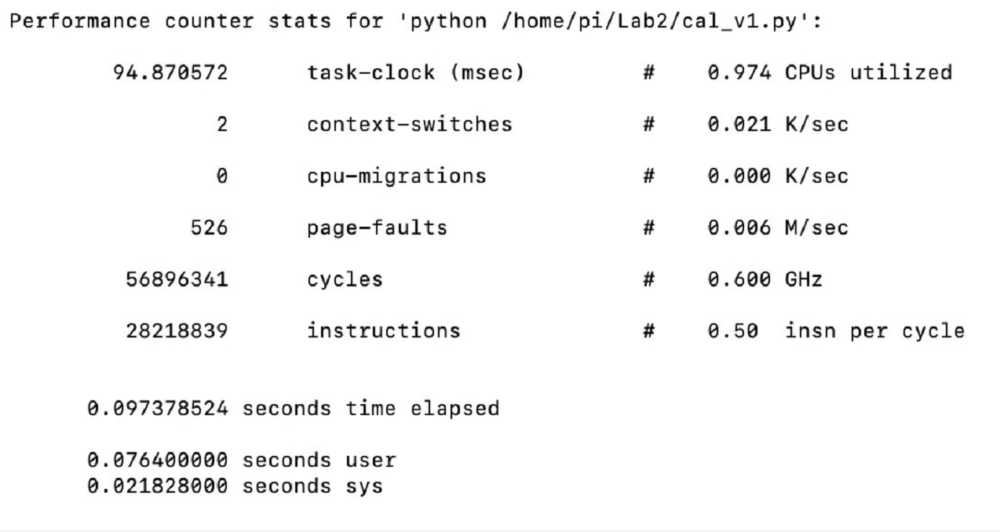 Performance counter stats for 'python /home/pi/Lab2/cal_v1.py':
94.870572 task-clock (msec) # 0.974 CPUs utilized
2 context-switches # 0.021 K/sec
0 cpu-migrations # 0.000 K/sec
526 page-faults # 0.006 M/sec
56896341 cycles # 0.600 GHz
28218839 instructions # 0.50 insn per cycle
0.097378524 seconds time elapsed
0.076400000 seconds user
0.021828000 seconds sys